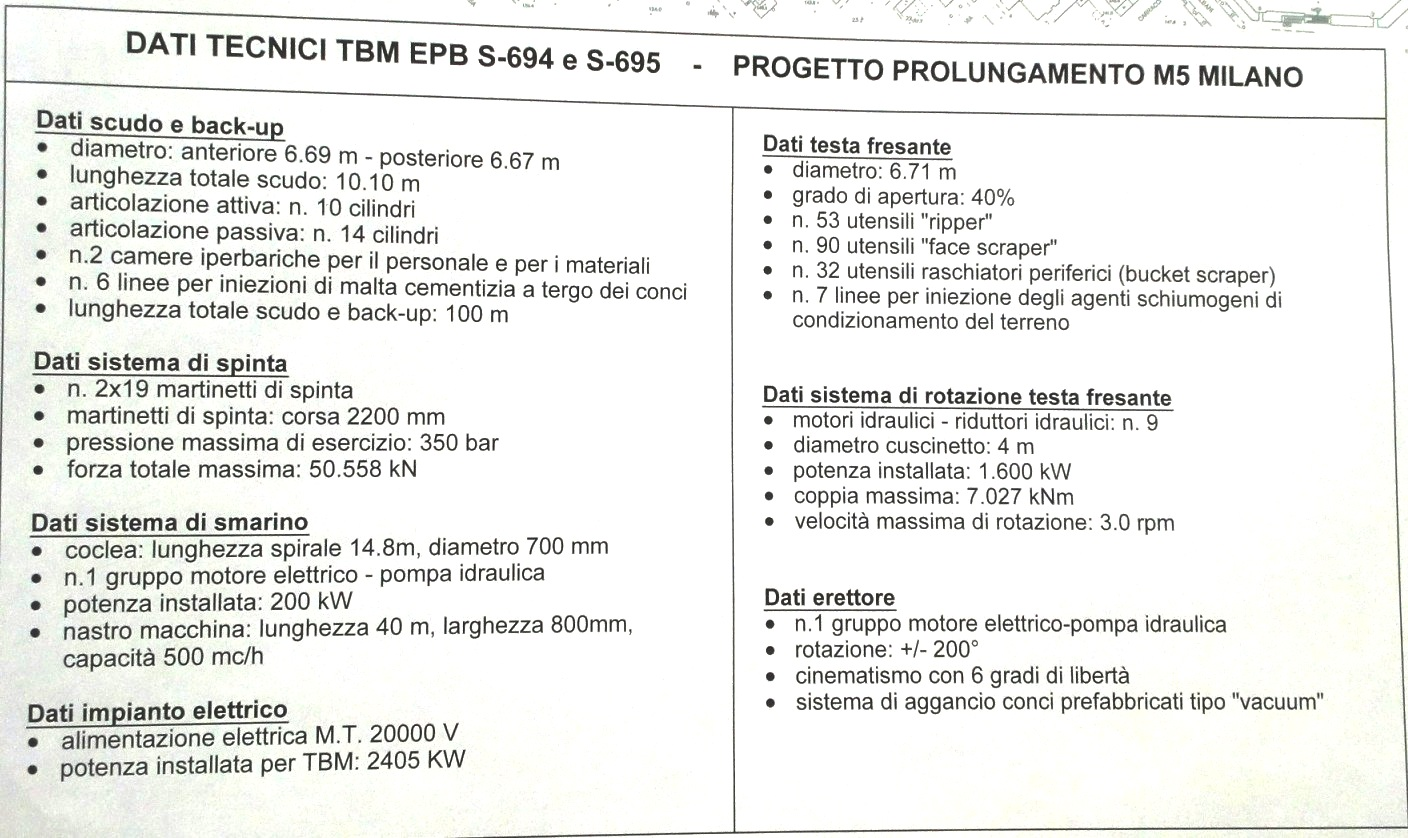 DATI TECNICI TBM EPB S-694 e S-695 - PROGETTO PROLUNGAMENTO M5 MILANO
Dati scudo e back-up
• diametro: anteriore 6.69 m - posteriore 6.67 m
• lunghezza totale scudo: 10.10 m
• articolazione attiva: n. 10 cilindri
• articolazione passiva: n. 14 cilindri
• n.2 camere iperbariche per il personale e per i materiali
• n. 6 linee per iniezioni di malta cementizia a tergo dei conci
• lunghezza totale scudo e back-up: 100 m
Dati sistema di spinta
• n. 2x19 martinetti di spinta
• martinetti di spinta: corsa 2200 mm
• pressione massima di esercizio: 350 bar
• forza totale massima: 50.558 kN
Dati sistema di smarino
• coclea: lunghezza spirale 14.8m, diametro 700 mm
• n.1 gruppo motore elettrico - pompa idraulica
• potenza installata: 200 kW
• nastro macchina: lunghezza 40 m, larghezza 800mm,
capacità 500 mc/h
Dati impianto elettrico
• alimentazione elettrica M.T. 20000 V
• potenza installata per TBM: 2405 KW
Dati testa fresante
• diametro: 6.71 m
• grado di apertura: 40%
• n. 53 utensili "ripper"
• n. 90 utensili "face scraper"
• n. 32 utensili raschiatori periferici (bucket scraper)
• n. 7 linee per iniezione degli agenti schiumogeni di
condizionamento del terreno
Dati sistema di rotazione testa fresante
• motori idraulici - riduttori idraulici: n. 9
• diametro cuscinetto: 4 m
• potenza installata: 1.600 kW
• coppia massima: 7.027 kNm
• velocità massima di rotazione: 3.0 rpm
Dati erettore
• n.1 gruppo motore elettrico-pompa idraulica
• rotazione: +/- 200°
• cinematismo con 6 gradi di libertà
• sistema di aggancio conci prefabbricati tipo "vacuum"